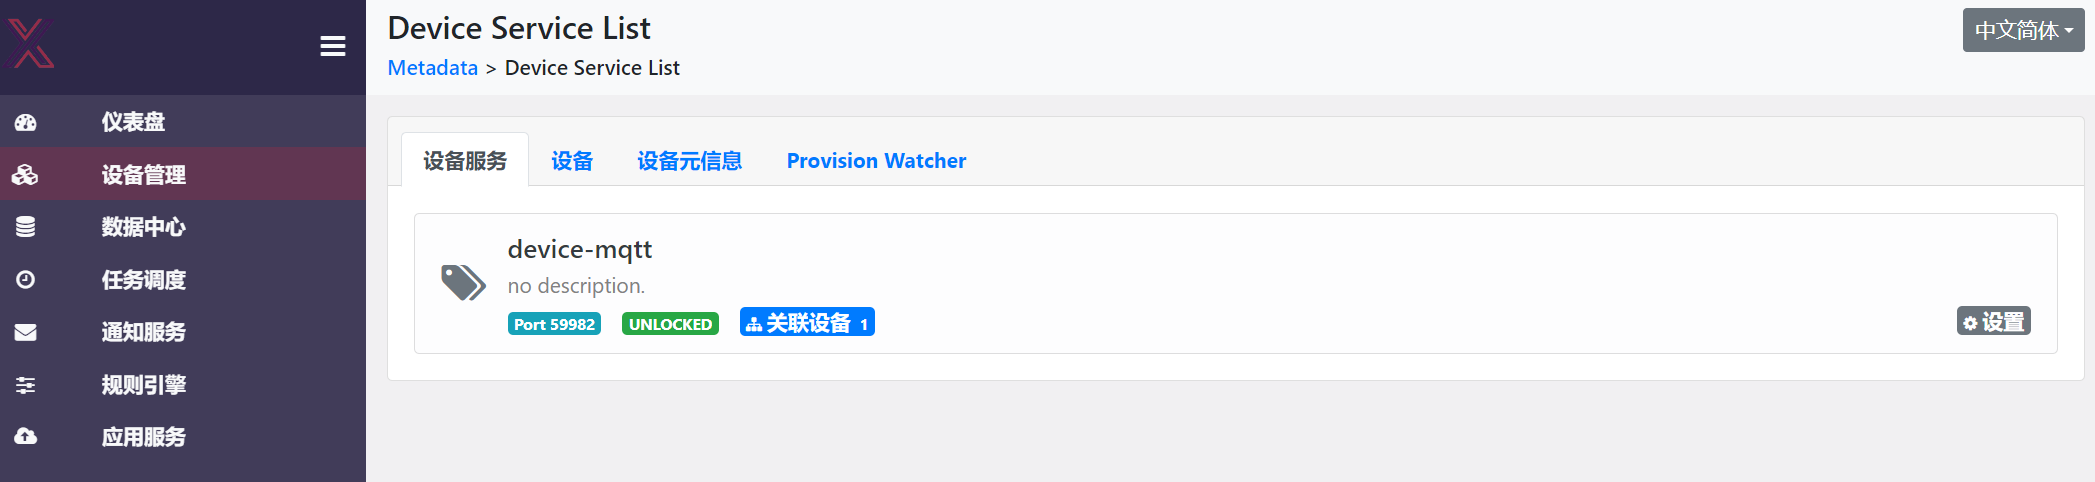 Device Service List
中文简体
Metadata > Device Service List
仪表盘
设备管理
数据中心
任务调度
通知服务
规则引擎
应用服务
设备服务 设备 设备元信息 Provision Watcher
device-mqtt
no description.
Port 59982 UNLOCKED 关联设备 1 设置